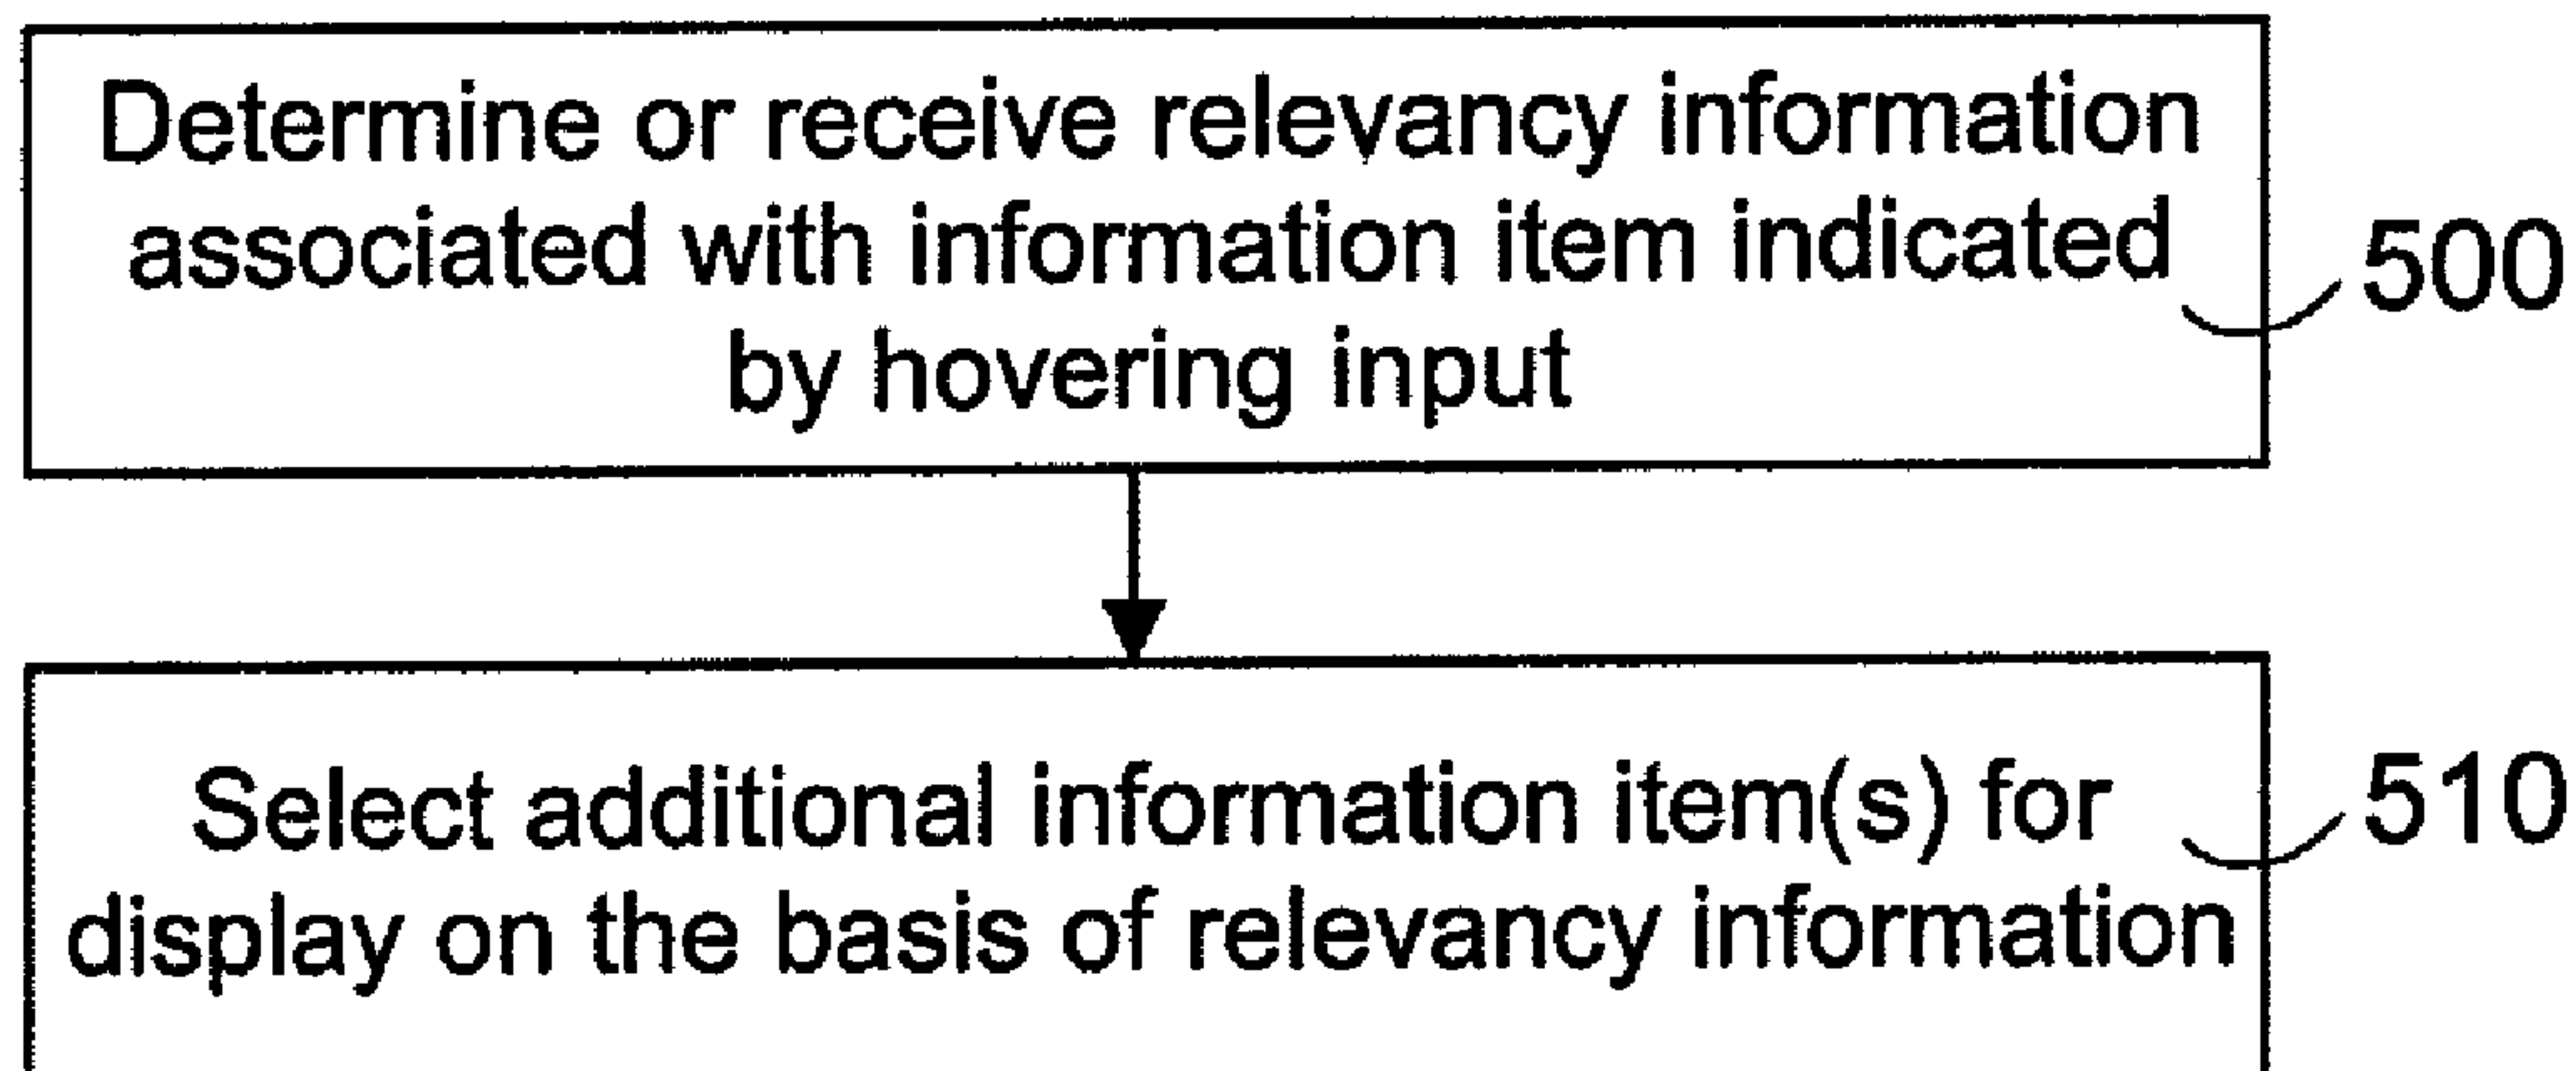 Determine or receive relevancy information
associated with information item indicated
by hovering input
500
Select additional information item(s) for
display on the basis of relevancy information
510